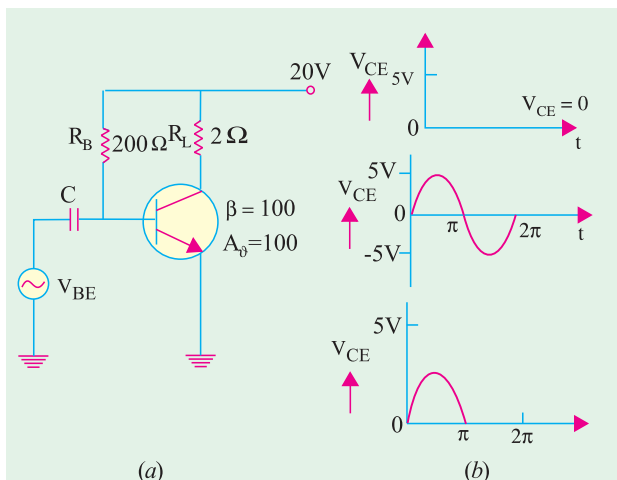 20V
R_B 200 Ω R_L 2 Ω
C
β = 100
A_ϑ=100
V_BE
(a)
V_CE 5V
V_CE = 0
0
t
5V
V_CE
0
π 2π t
-5V
5V
V_CE
0
π 2π
(b)